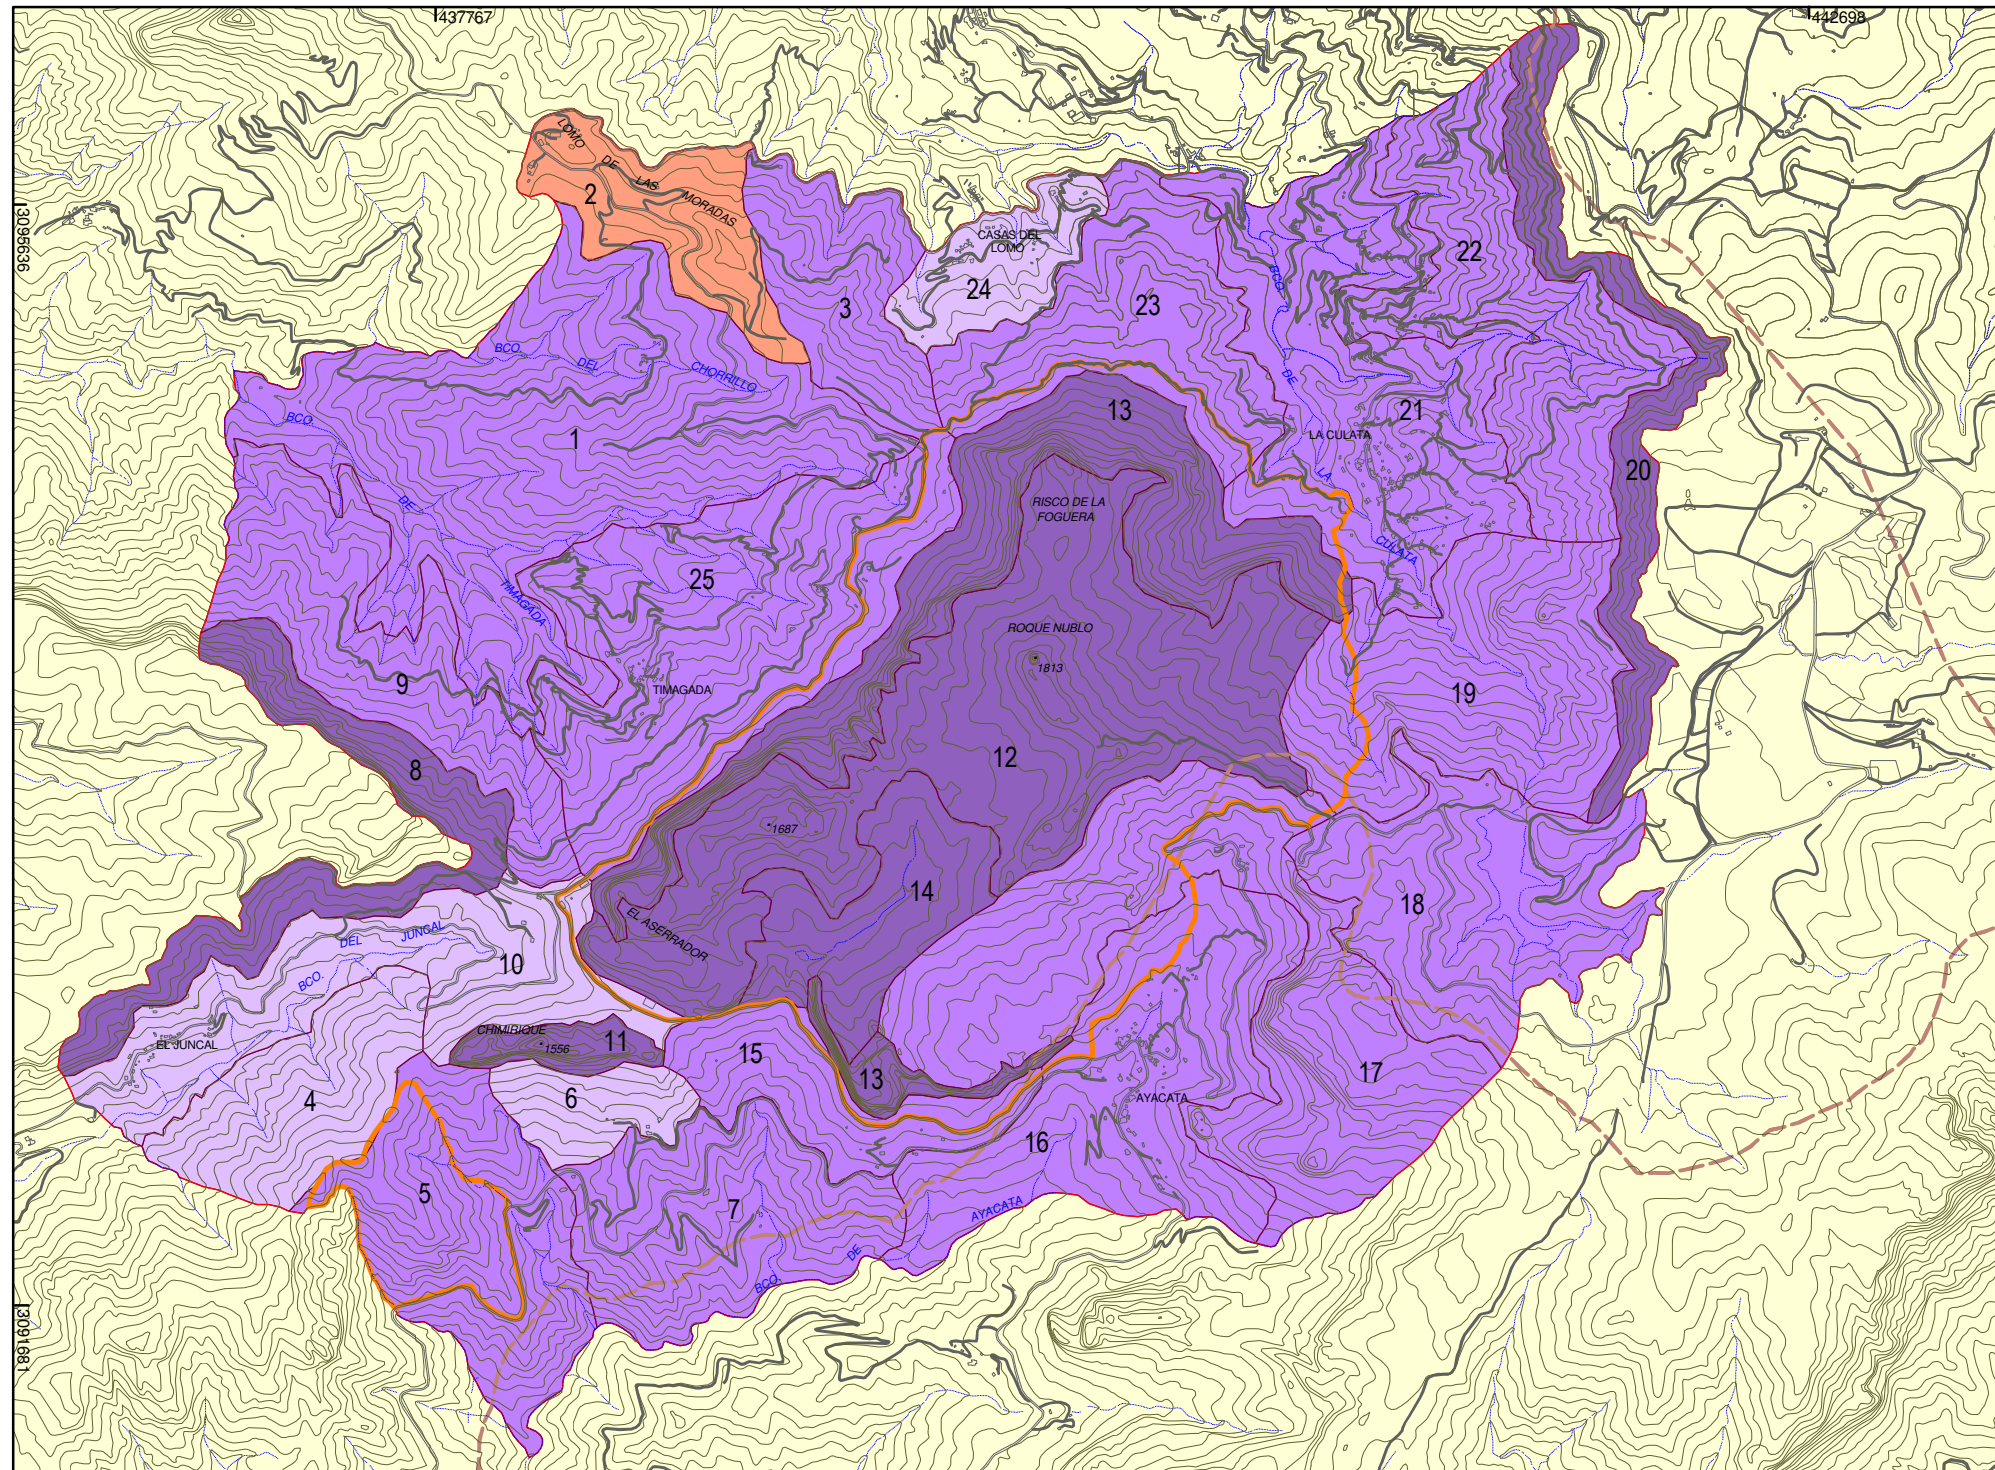 437767
442698
3095636
3091681
LOMO
DE
LAS
MORADAS
2
CASAS DEL
LOMO
24
3
23
22
BCO.
DE
LA
CULATA
BCO.
DEL
CHORRILLO
BCO.
DE
TIMAGADA
1
13
21
LA CULATA
20
RISCO DE LA
FOGUERA
25
ROQUE NUBLO
1813
9
TIMAGADA
19
8
12
1687
14
18
EL ASERRADOR
DEL
JUNCAL
BCO.
10
EL JUNCAL
CHIMIRIQUE
1556
11
15
13
17
4
6
AYACATA
16
5
7
AYACATA
DE
BCO.